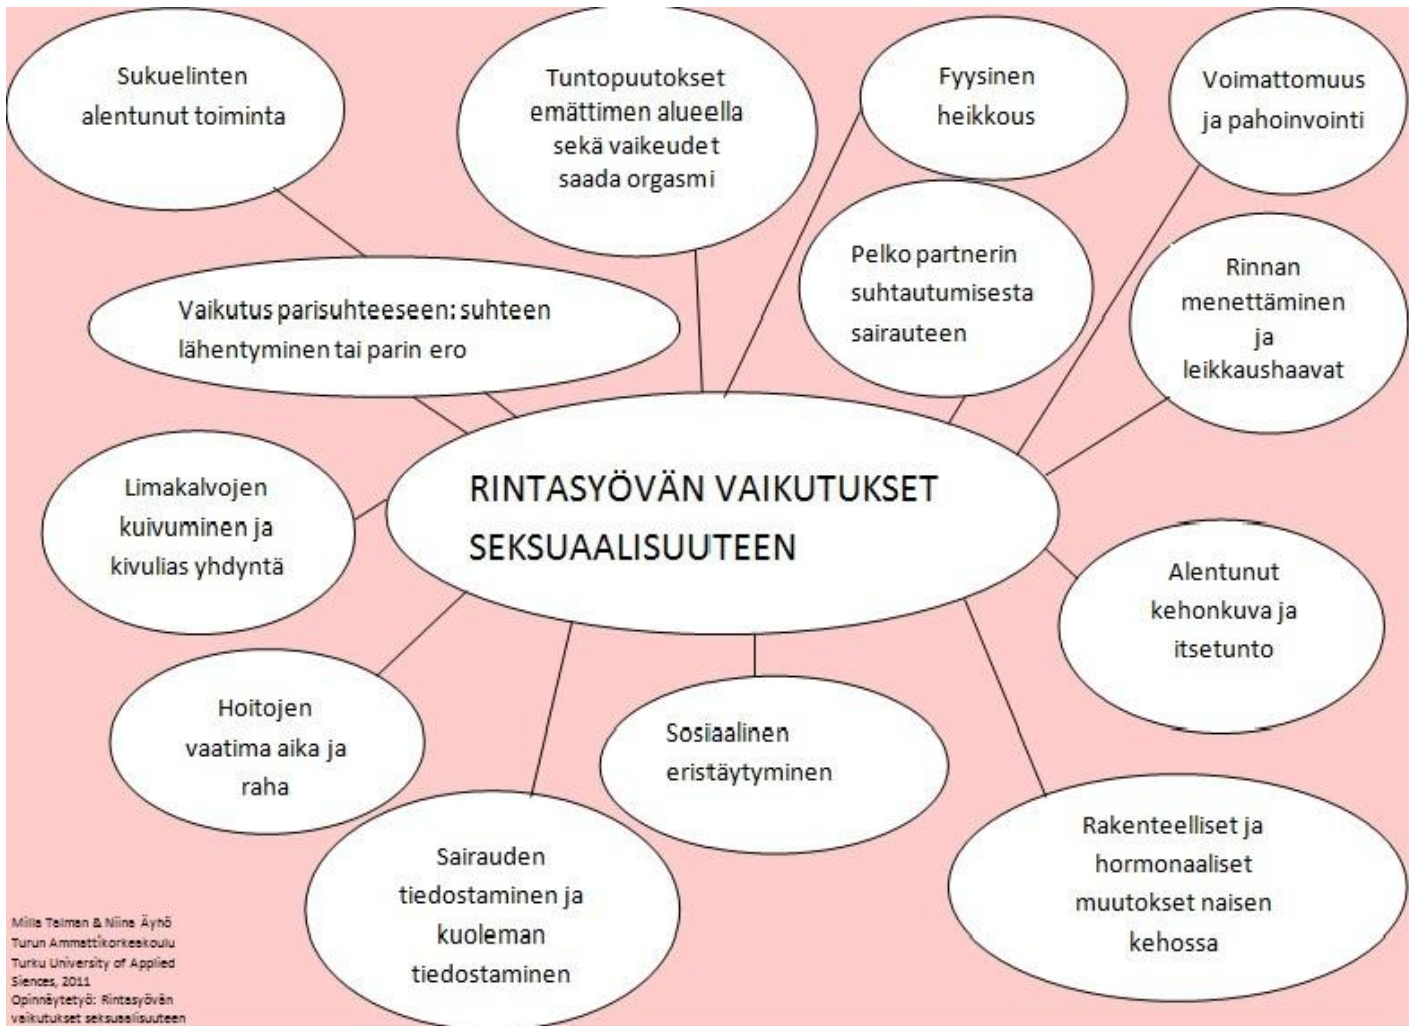 Sukuelinten
alentunut toiminta
Tuntopuutokset
emättimen alueella
sekä vaikeudet
saada orgasmi
Fyysinen
heikkous
Voimattomuus
ja pahoinvointi
Vaikutus parisuhteeseen: suhteen
lähentyminen tai parin ero
Pelko partnerin
suhtautumisesta
sairauteen
Rinnan
menettäminen
ja
leikkaushaavat
RINTASYÖVÄN VAIKUTUKSET
SEKSUAALISUUTEEN
Limakalvojen
kuivuminen ja
kivulias yhdyntä
Alentunut
kehonkuva ja
itsetunto
Hoitojen
vaatima aika ja
raha
Sosiaalinen
eristäytyminen
Sairauden
tiedostaminen ja
kuoleman
tiedostaminen
Rakenteelliset ja
hormonaaliset
muutokset naisen
kehossa
Milla Talman & Niina Äyhö
Turun Ammattikorkeakoulu
Turku University of Applied
Siences, 2011
Opinnäytetyö: Rintasyövän
vaikutukset seksuaalisuuteen